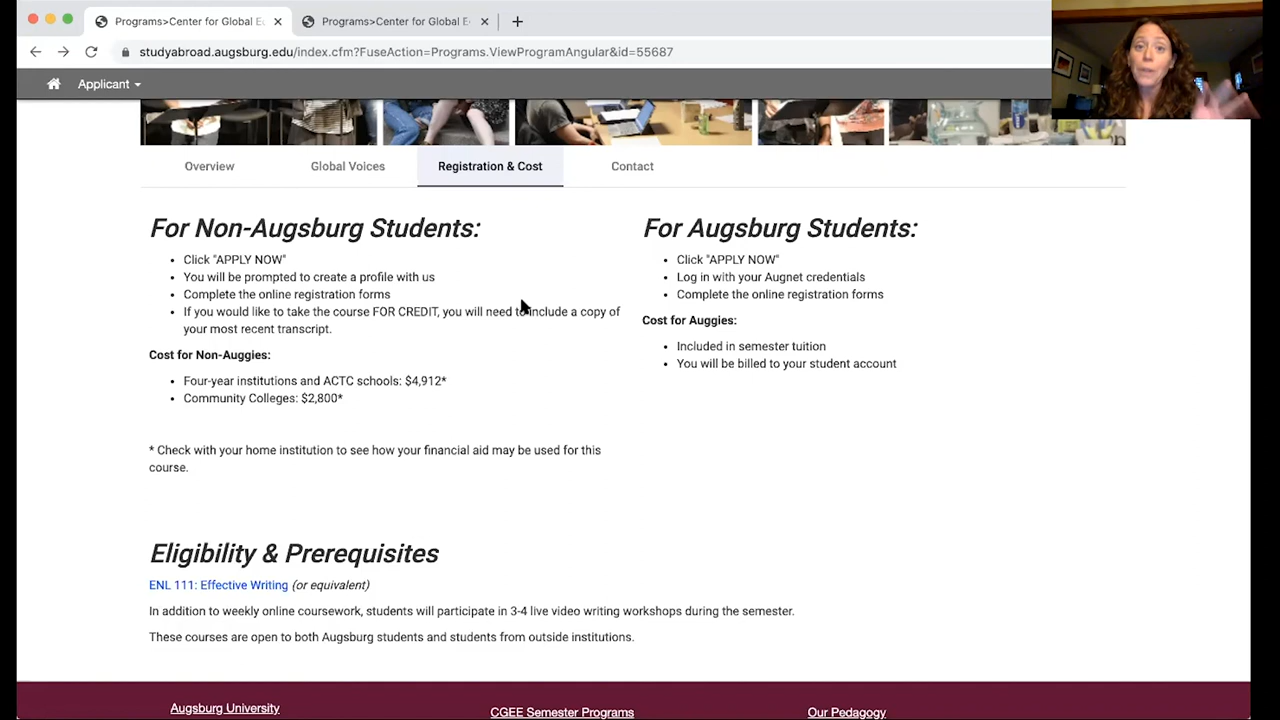 Programs>Center for Global Ec
Programs>Center for Global E
studyabroad.augsburg.edu/index.cfm?FuseAction=Programs.ViewProgramAngular&id=55687
Applicant
Overview
Global Voices
Registration & Cost
Contact
For Non-Augsburg Students:
Click "APPLY NOW"
You will be prompted to create a profile with us
Complete the online registration forms
If you would like to take the course FOR CREDIT, you will need to include a copy of
your most recent transcript.
Cost for Non-Auggies:
Four-year institutions and ACTC schools: $4,912*
Community Colleges: $2,800*
* Check with your home institution to see how your financial aid may be used for this
course.
For Augsburg Students:
Click "APPLY NOW"
Log in with your Augnet credentials
Complete the online registration forms
Cost for Auggies:
Included in semester tuition
You will be billed to your student account
Eligibility & Prerequisites
ENL 111: Effective Writing (or equivalent)
In addition to weekly online coursework, students will participate in 3-4 live video writing workshops during the semester.
These courses are open to both Augsburg students and students from outside institutions.
Augsburg University
CGEE Semester Programs
Our Pedagogy